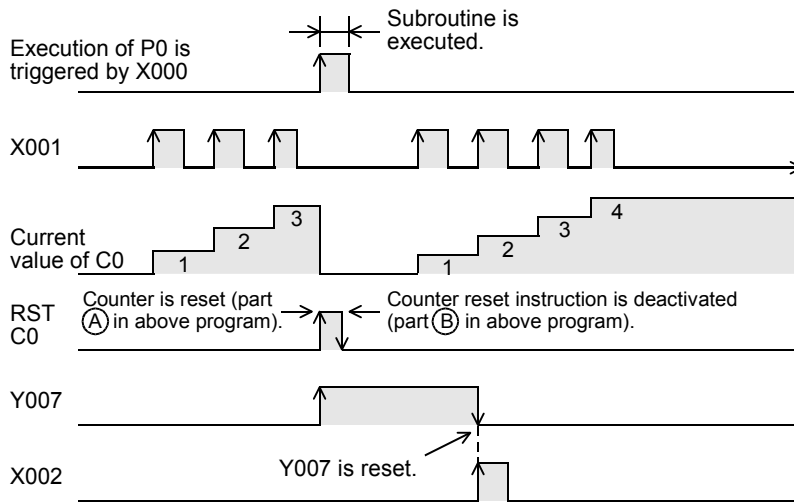 Subroutine is
executed.
Execution of P0 is
triggered by X000
X001
Current
value of C0
1
2
3
1
2
3
4
RST
C0
Counter is reset (part
Ⓐ in above program).
Counter reset instruction is deactivated
(part Ⓑ in above program).
Y007
Y007 is reset.
X002